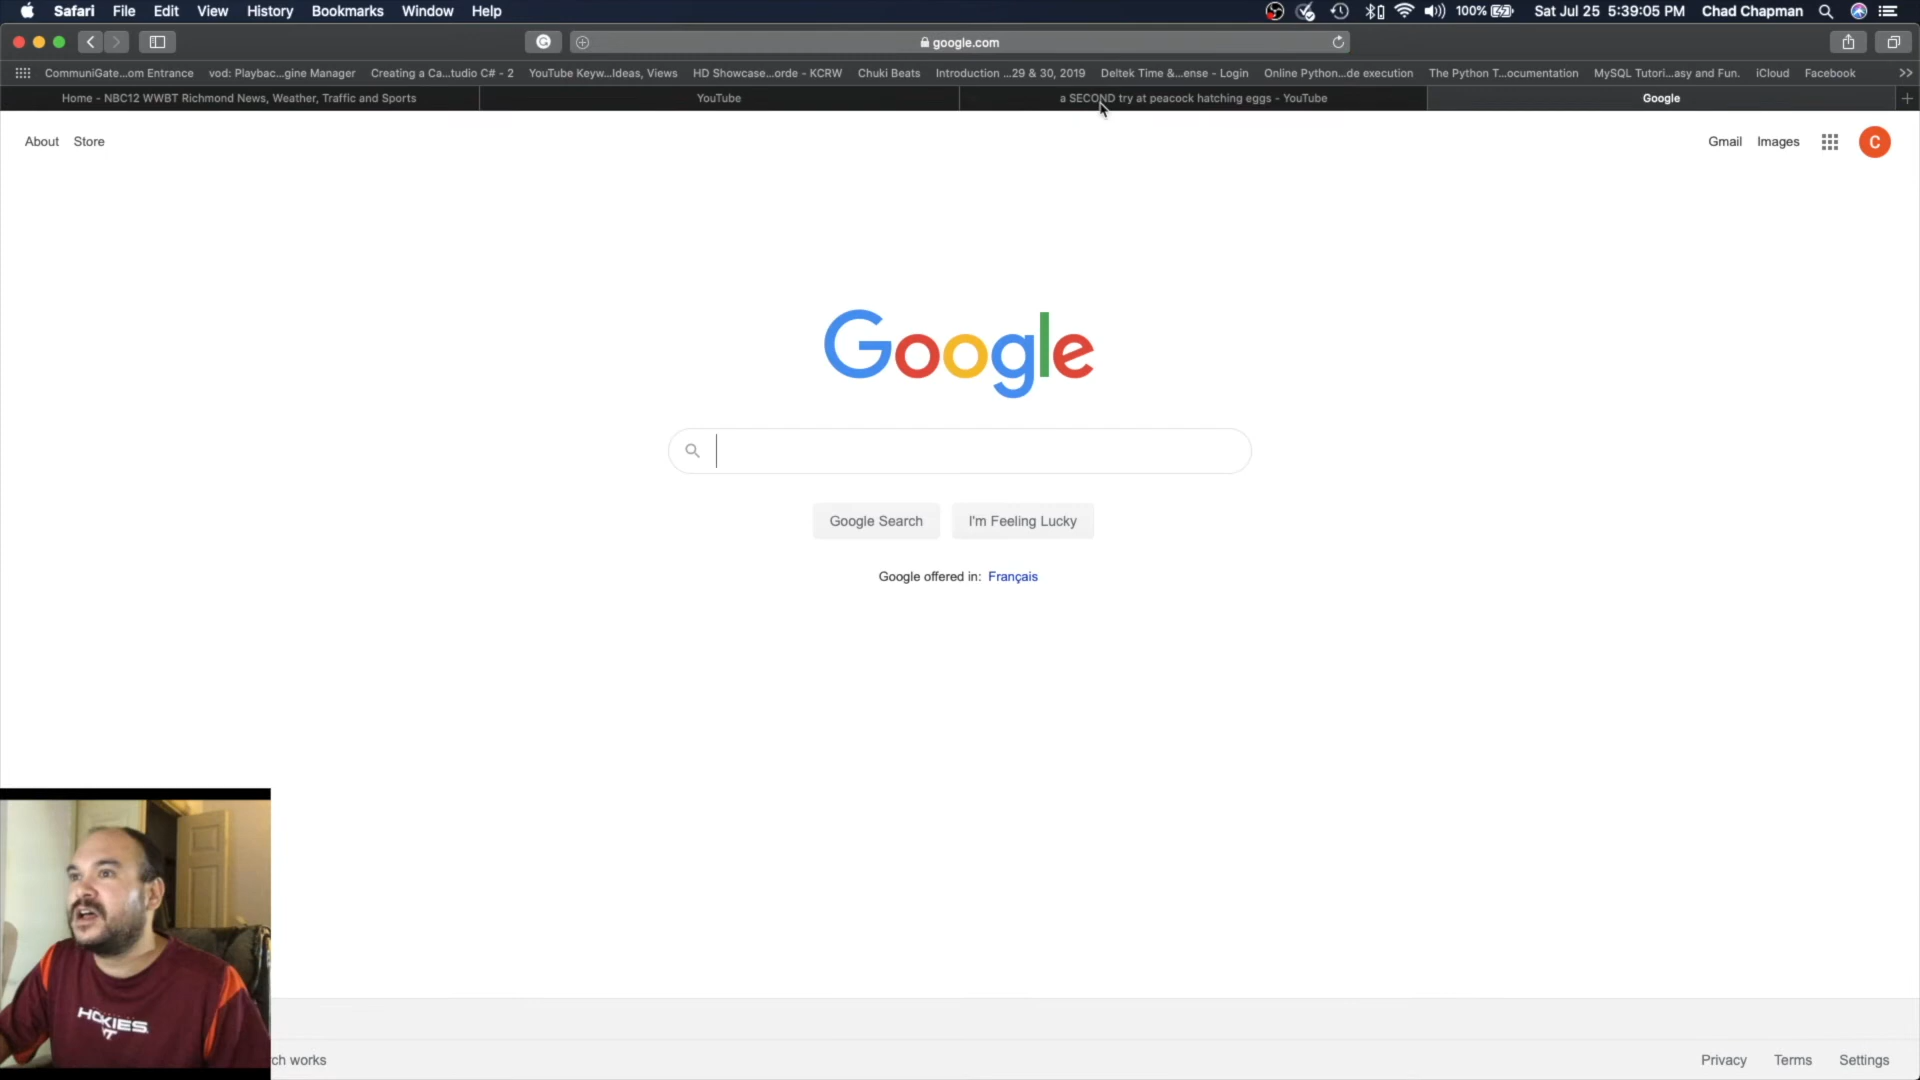 Safari File Edit View History Bookmarks Window Help 100% Sat Jul 25 5:39:05 PM Chad Chapman
google.com
CommuniGate...om Entrance vod: Playbac...gine Manager Creating a Ca...tudio C# - 2 YouTube Keyw...Ideas, Views HD Showcase...orde - KCRW Chuki Beats Introduction ...29 & 30, 2019 Deltek Time &...ense - Login Online Python...de execution The Python T...ocumentation MySQL Tutori...asy and Fun. iCloud Facebook >>
Home - NBC12 WWBT Richmond News, Weather, Traffic and Sports YouTube a SECOND try at peacock hatching eggs - YouTube Google
About Store Gmail Images C
Google
Google Search I'm Feeling Lucky
Google offered in: Français
HOKIES
VT
ch works Privacy Terms Settings